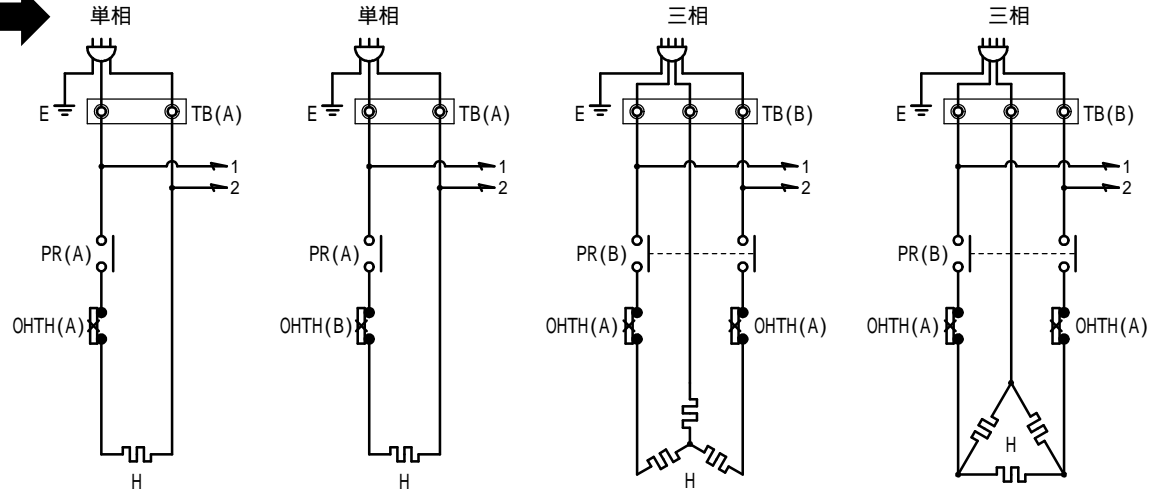 単相
E
TB(A)
1
2
PR(A)
OHTH(A)
H
単相
E
TB(A)
1
2
PR(A)
OHTH(B)
H
三相
E
TB(B)
1
2
PR(B)
OHTH(A)
OHTH(A)
H
三相
E
TB(B)
1
2
PR(B)
OHTH(A)
OHTH(A)
H